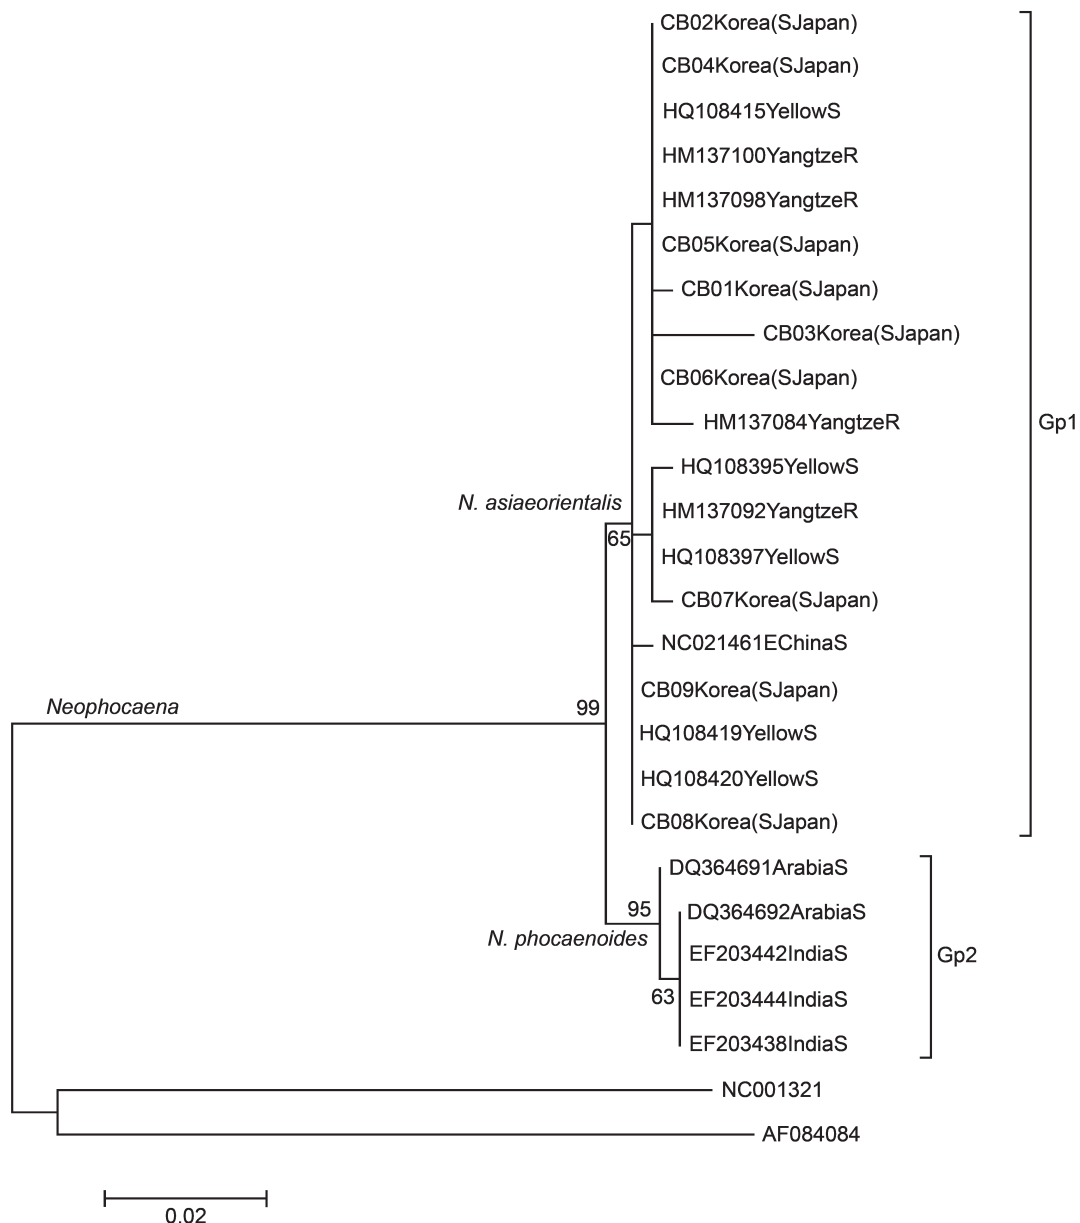 CB02Korea(SJapan)
CB04Korea(SJapan)
HQ108415YellowS
HM137100YangtzeR
HM137098YangtzeR
CB05Korea(SJapan)
CB01Korea(SJapan)
CB03Korea(SJapan)
CB06Korea(SJapan)
HM137084YangtzeR
Gp1
HQ108395YellowS
N. asiaeorientalis
HM137092YangtzeR
65
HQ108397YellowS
CB07Korea(SJapan)
NC021461EChinaS
CB09Korea(SJapan)
Neophocaena
99
HQ108419YellowS
HQ108420YellowS
CB08Korea(SJapan)
DQ364691ArabiaS
95
DQ364692ArabiaS
N. phocaenoides
EF203442IndiaS
Gp2
63
EF203444IndiaS
EF203438IndiaS
NC001321
AF084084
0.02